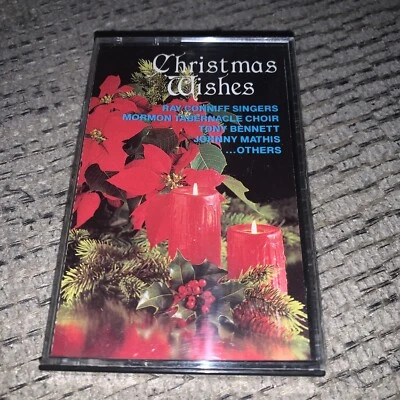 Christmas
Wishes
RAY CONNIFF SINGERS
MORMON TABERNACLE CHOIR
TONY BENNETT
JOHNNY MATHIS
...OTHERS